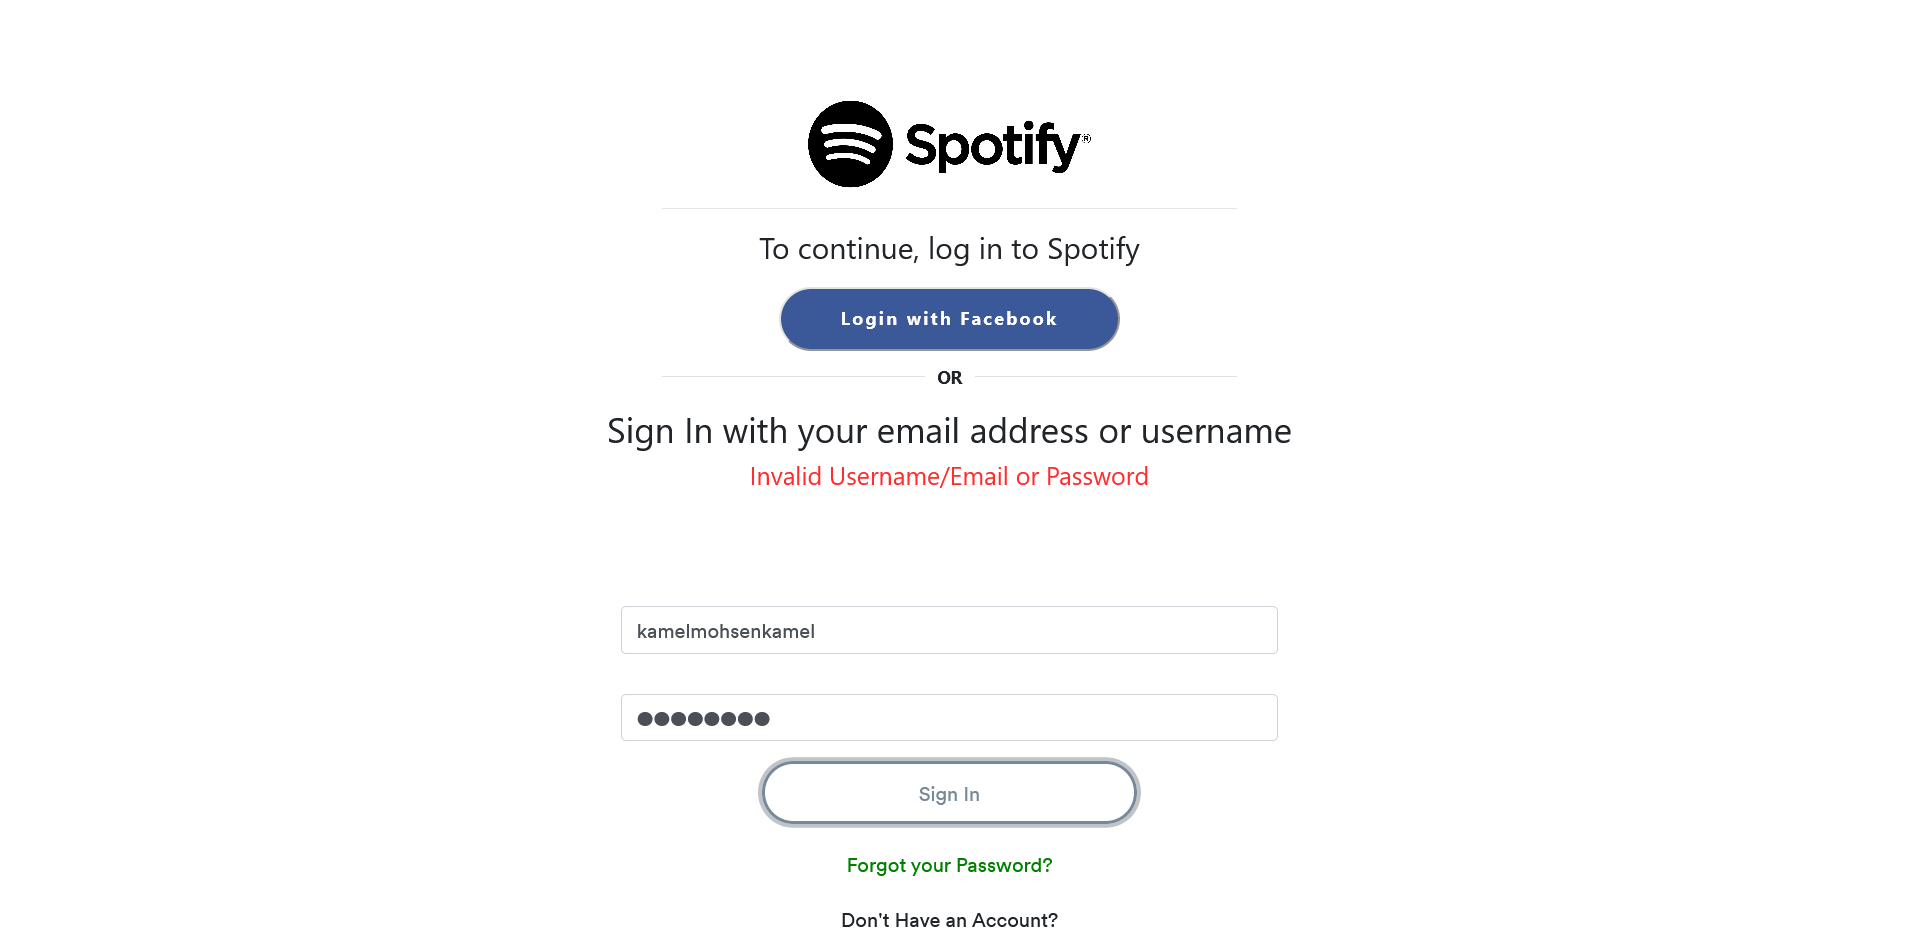 Spotify®
To continue, log in to Spotify
Login with Facebook
OR
Sign In with your email address or username
Invalid Username/Email or Password
kamelmohsenkamel
●●●●●●●●
Sign In
Forgot your Password?
Don't Have an Account?